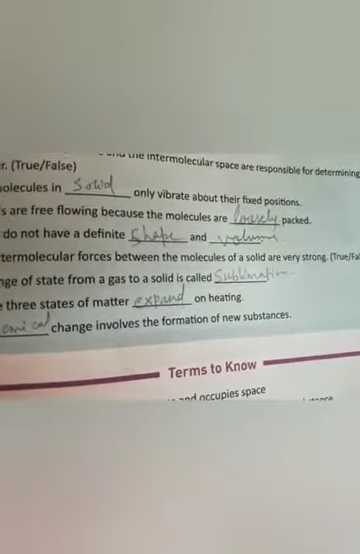 the intermolecular space are responsible for determining
r. (True/False)
olecules in Solid only vibrate about their fixed positions.
s are free flowing because the molecules are loosely packed.
do not have a definite Shape and volume.
termolecular forces between the molecules of a solid are very strong. (True/Fal
nge of state from a gas to a solid is called Sublimation.
three states of matter expand on heating.
emical change involves the formation of new substances.
Terms to Know
and occupies space